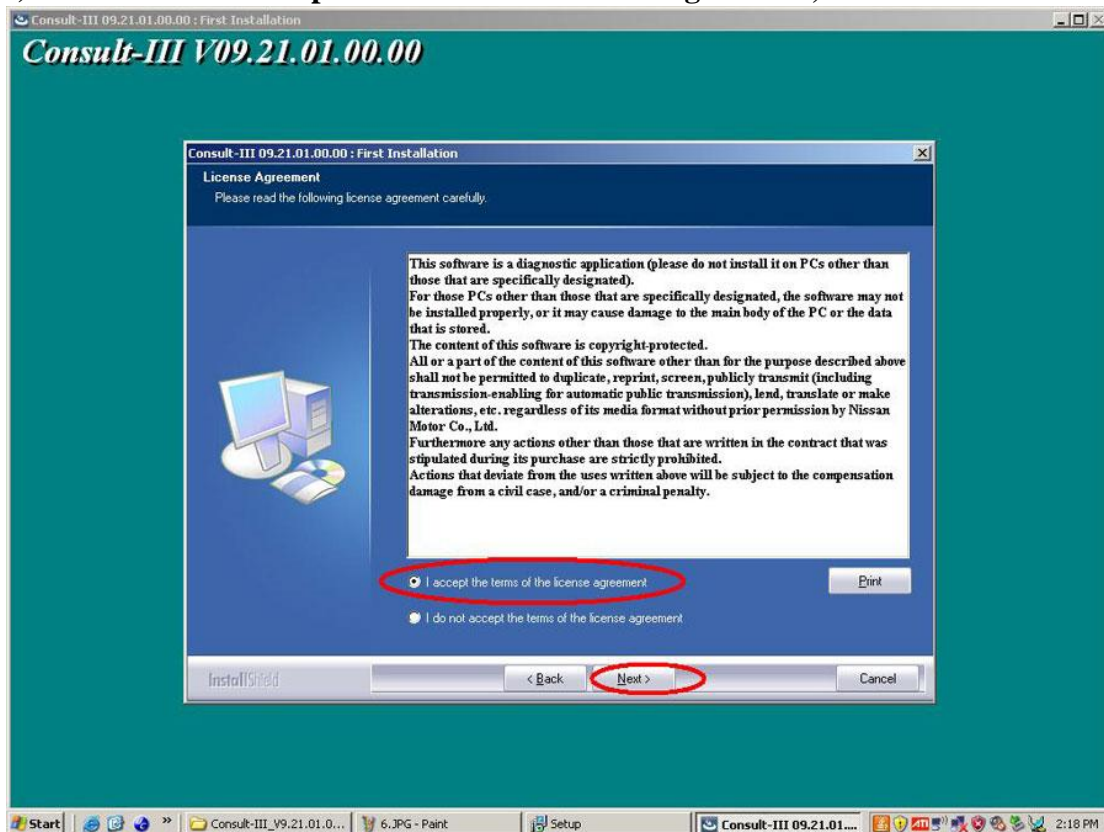 Consult-III 09.21.01.00.00 : First Installation
Consult-III V09.21.01.00.00
Consult-III 09.21.01.00.00 : First Installation
License Agreement
Please read the following license agreement carefully.
This software is a diagnostic application (please do not install it on PCs other than
those that are specifically designated).
For those PCs other than those that are specifically designated, the software may not
be installed properly, or it may cause damage to the main body of the PC or the data
that is stored.
The content of this software is copyright-protected.
All or a part of the content of this software other than for the purpose described above
shall not be permitted to duplicate, reprint, screen, publicly transmit (including
transmission-enabling for automatic public transmission), lend, translate or make
alterations, etc. regardless of its media format without prior permission by Nissan
Motor Co., Ltd.
Furthermore any actions other than those that are written in the contract that was
stipulated during its purchase are strictly prohibited.
Actions that deviate from the uses written above will be subject to the compensation
damage from a civil case, and/or a criminal penalty.
I accept the terms of the license agreement
Print
I do not accept the terms of the license agreement
InstallShield
< Back
Next >
Cancel
Start
»
Consult-III_V9.21.01.0...
6.JPG - Paint
Setup
Consult-III 09.21.01....
ATI
2:18 PM